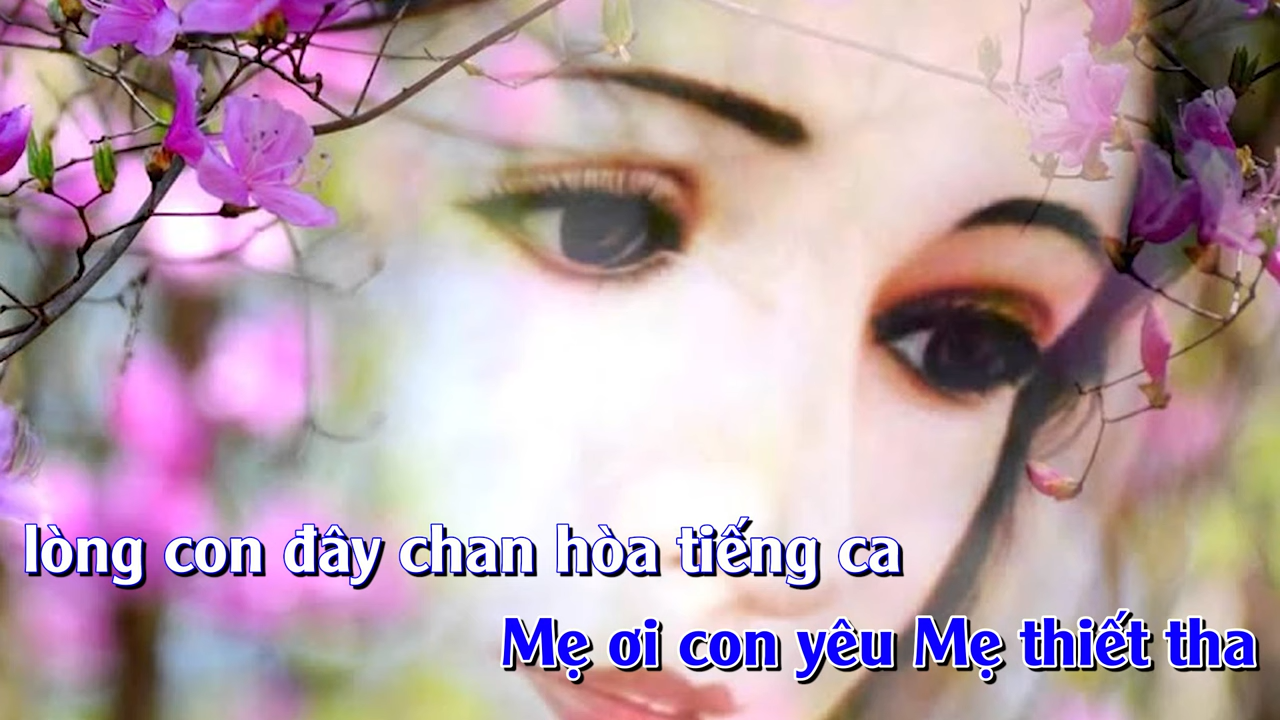 lòng con đây chan hòa tiếng ca
Mẹ ơi con yêu Mẹ thiết tha